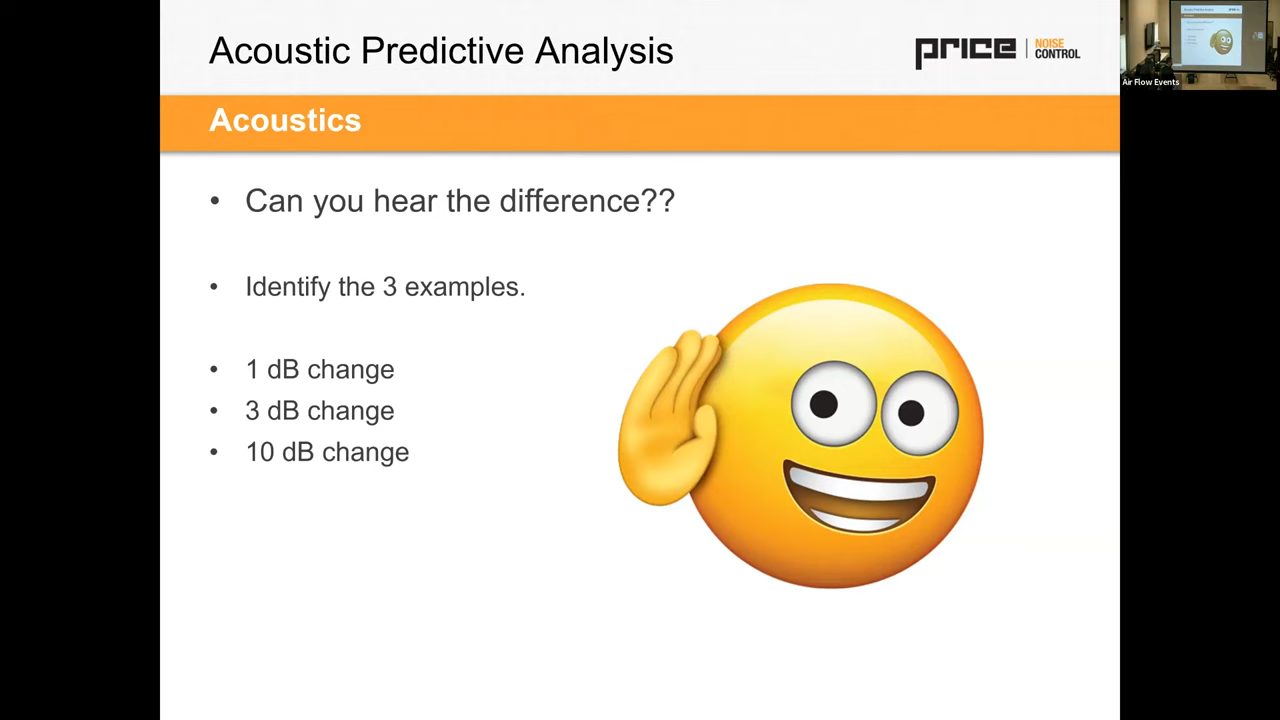 Acoustic Predictive Analysis
price
NOISE
CONTROL
Air Flow Events
Acoustics
• Can you hear the difference??
• Identify the 3 examples.
• 1 dB change
• 3 dB change
• 10 dB change